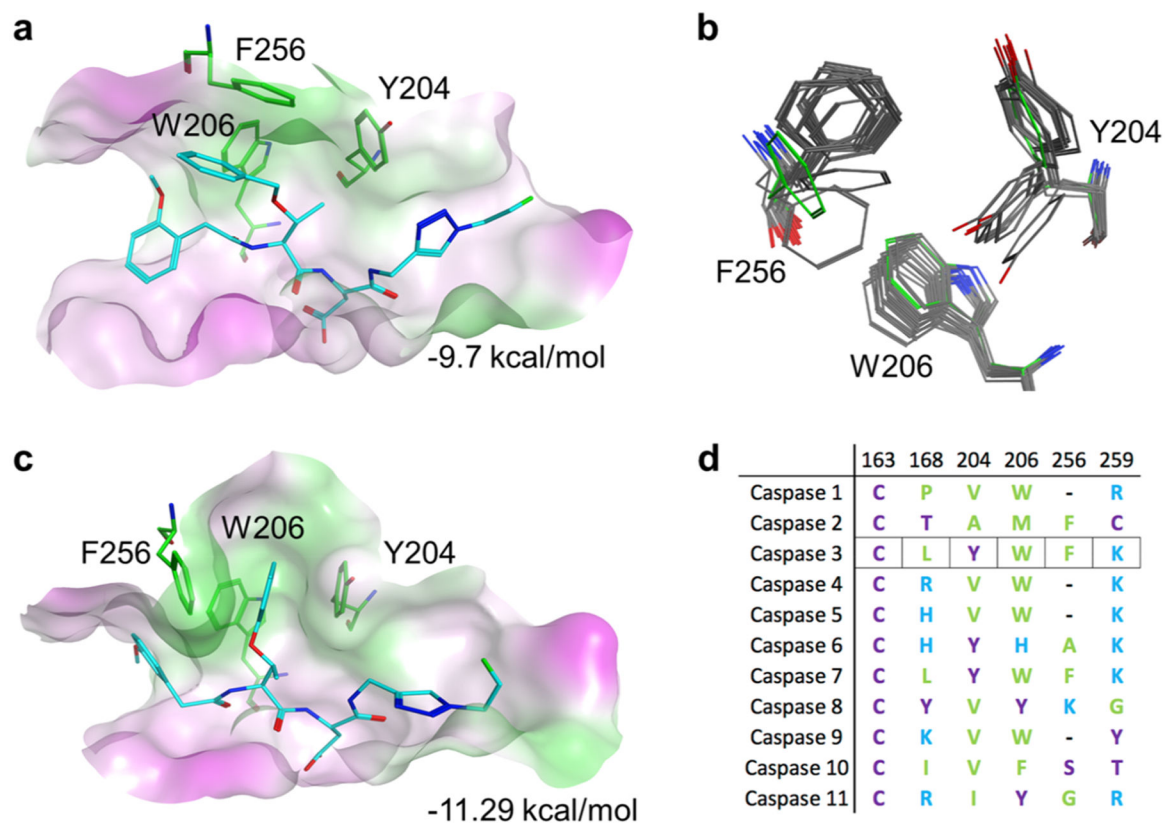 a
F256
Y204
W206
-9.7 kcal/mol
b
Y204
F256
W206
c
W206
F256
Y204
-11.29 kcal/mol
d
163 168 204 206 256 259
Caspase 1 C P V W - R
Caspase 2 C T A M F C
Caspase 3 C L Y W F K
Caspase 4 C R V W - K
Caspase 5 C H V W - K
Caspase 6 C H Y H A K
Caspase 7 C L Y W F K
Caspase 8 C Y V Y K G
Caspase 9 C K V W - Y
Caspase 10 C I V F S T
Caspase 11 C R I Y G R